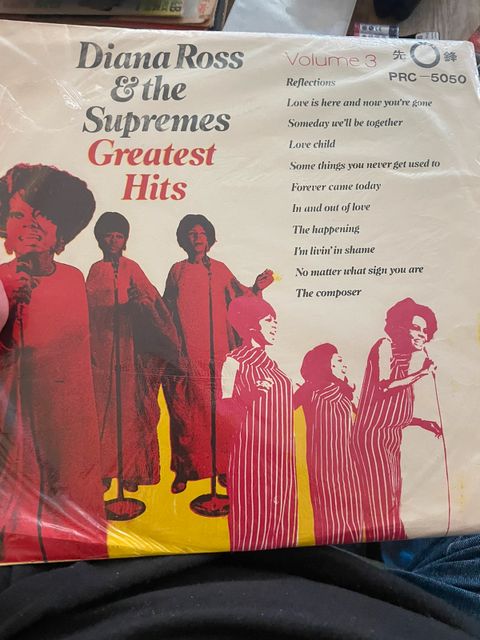 Diana Ross
& the
Supremes
Greatest
Hits
Volume 3
先 鋒
PRC-5050
Reflections
Love is here and now you're gone
Someday we'll be together
Love child
Some things you never get used to
Forever came today
In and out of love
The happening
I'm livin' in shame
No matter what sign you are
The composer